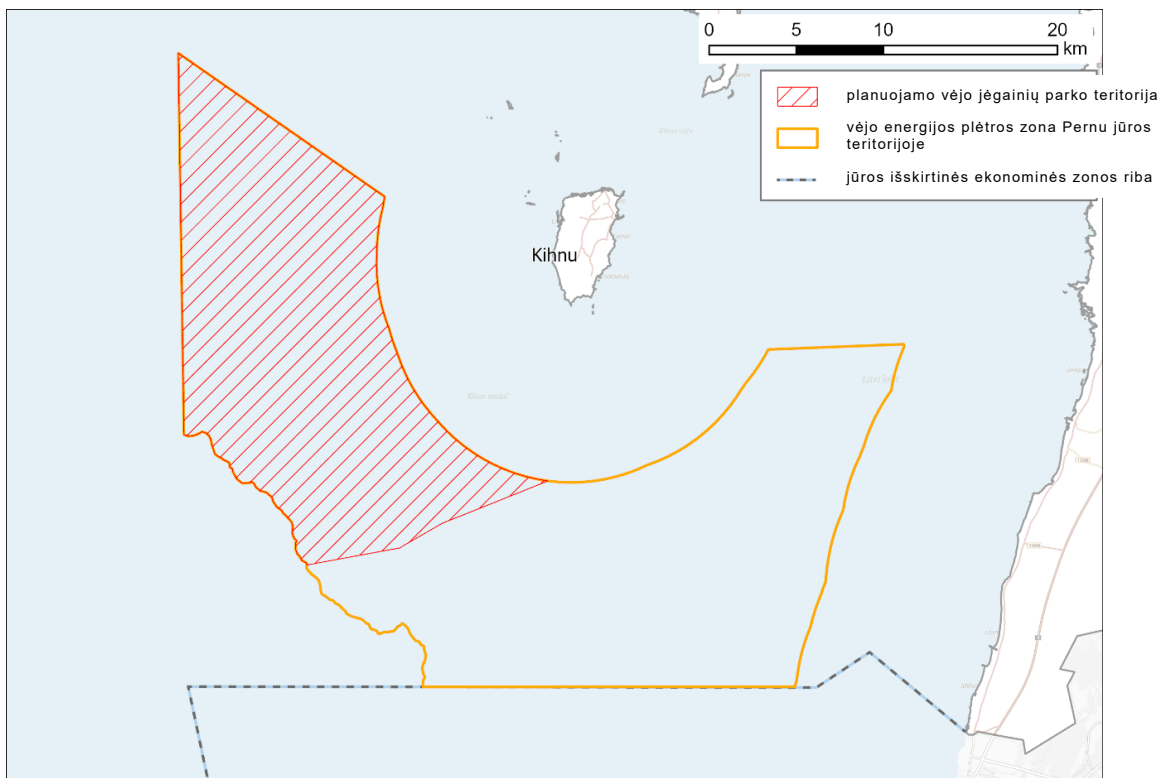 0 5 10 20
km
planuojamo vėjo jėgainių parko teritorija
vėjo energijos plėtros zona Pernu jūros
teritorijoje
jūros išskirtinės ekonominės zonos riba
Kihnu